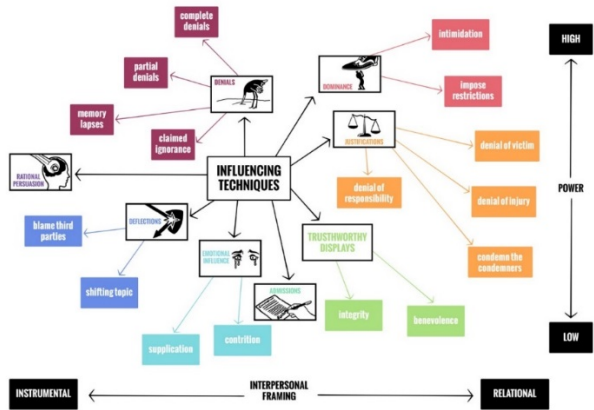 complete
denials
intimidation
HIGH
partial
denials
DENIALS
DOMINANCE
impose
restrictions
memory
lapses
claimed
ignorance
JUSTIFICATIONS
denial of victim
RATIONAL
PERSUASION
INFLUENCING
TECHNIQUES
denial of
responsibility
denial of injury
POWER
blame third
parties
DEFLECTIONS
TRUSTWORTHY
DISPLAYS
condemn the
condemners
EMOTIONAL
INFLUENCE
shifting topic
ADMISSIONS
integrity
benevolence
supplication
contrition
LOW
INSTRUMENTAL
INTERPERSONAL
FRAMING
RELATIONAL